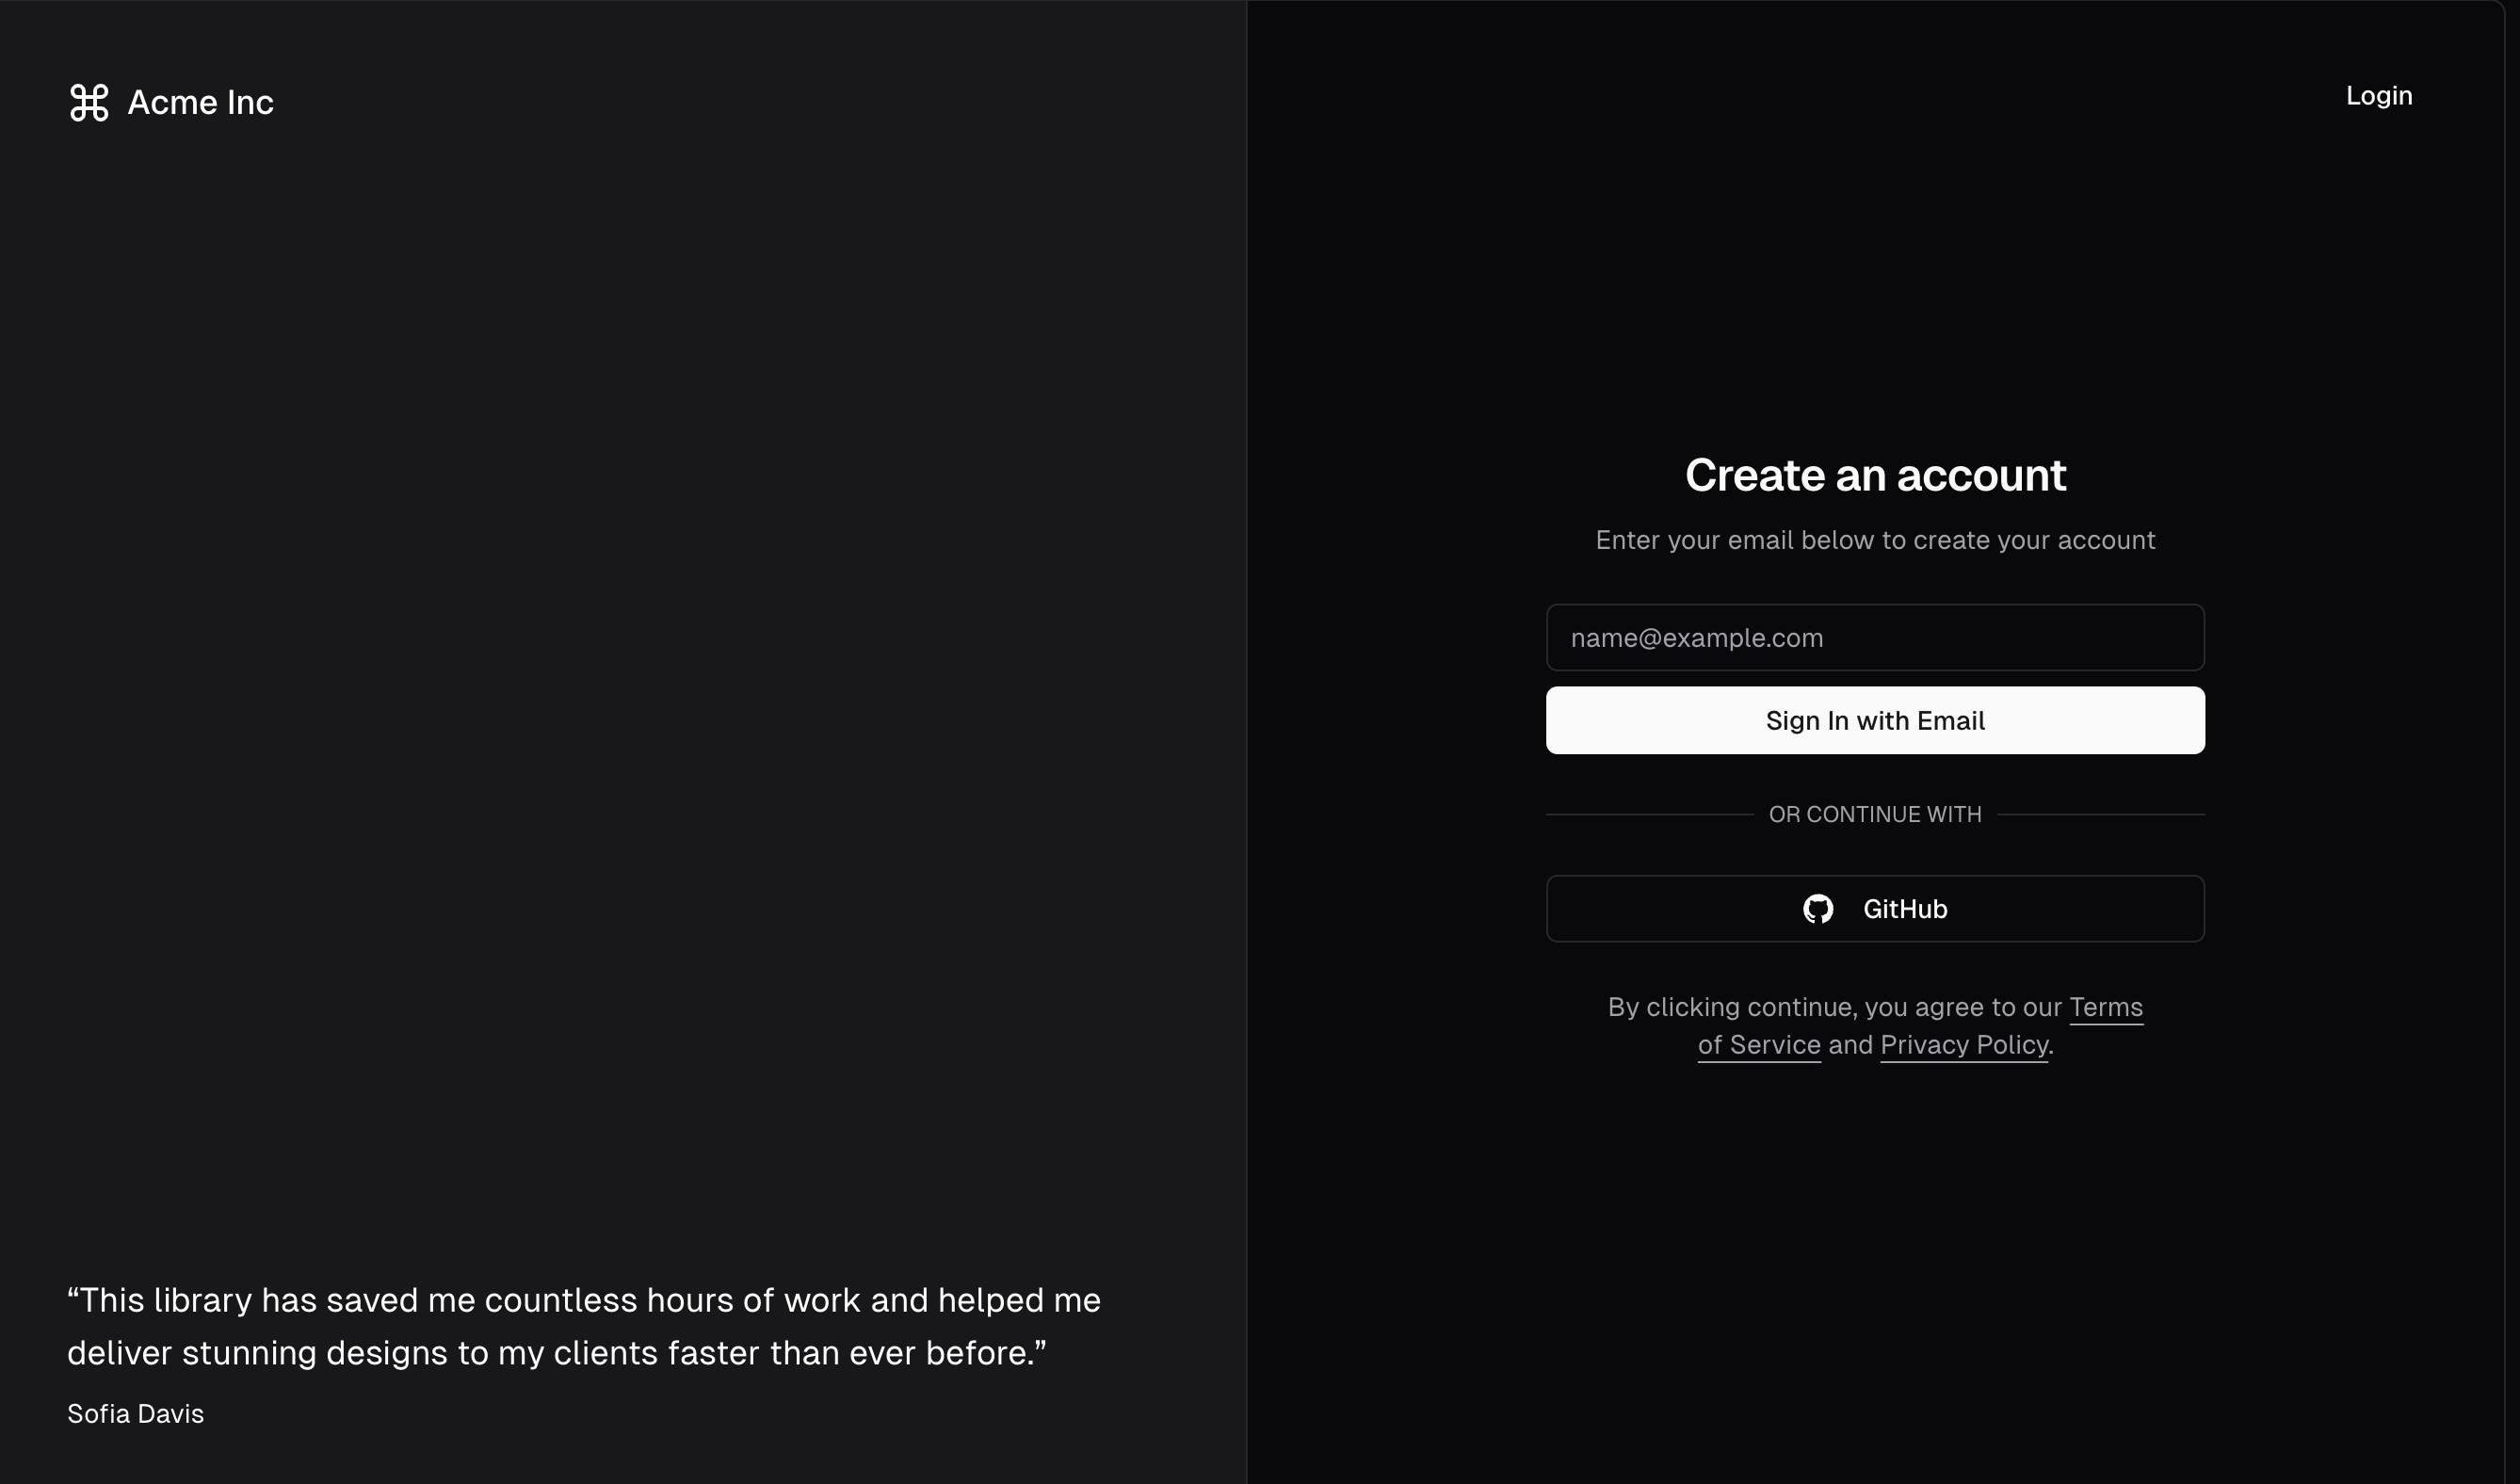 Acme Inc
Login
Create an account
Enter your email below to create your account
name@example.com
Sign In with Email
OR CONTINUE WITH
GitHub
By clicking continue, you agree to our Terms
of Service and Privacy Policy.
“This library has saved me countless hours of work and helped me
deliver stunning designs to my clients faster than ever before.”
Sofia Davis